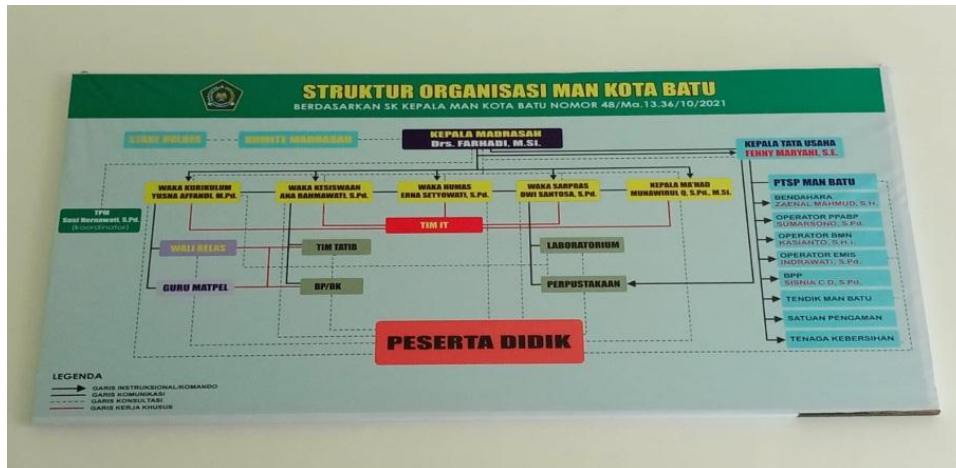 STRUKTUR ORGANISASI MAN KOTA BATU
BERDASARKAN SK KEPALA MAN KOTA BATU NOMOR 48/Ma.13.36/10/2021
STAKE HOLDER
KOMITE MADRASAH
KEPALA MADRASAH
Drs. FARHADI, M.Si.
KEPALA TATA USAHA
FENNY MARYANI, S.E.
WAKA KURIKULUM
YUSNA AFFANDI, M.Pd.
WAKA KESISWAAN
ANA RAHMAWATI, S.Pd.
WAKA HUMAS
ERNA SETYOWATI, S.Pd.
WAKA SARPRAS
DWI SANTOSA, S.Pd.
KEPALA MA'HAD
MUNAWIRUL Q, S.Pd., M.Si.
TPM
Susi Hernawati, S.Pd.
(koordinator)
TIM IT
WALI KELAS
TIM TATIB
LABORATORIUM
GURU MATPEL
BP/BK
PERPUSTAKAAN
PESERTA DIDIK
PTSP MAN BATU
BENDAHARA
ZAENAL MAHMUD, S.H.
OPERATOR PPABP
SUMARSONO, S.Pd.
OPERATOR BMN
KASIANTO, S.H.I.
OPERATOR EMIS
INDRAWATI, S.Pd.
BPP
SISNIA C.D, S.Pd.
TENDIK MAN BATU
SATUAN PENGAMAN
TENAGA KEBERSIHAN
LEGENDA
GARIS INSTRUKSIONAL/KOMANDO
GARIS KOMUNIKASI
GARIS KONSULTASI
GARIS KERJA KHUSUS